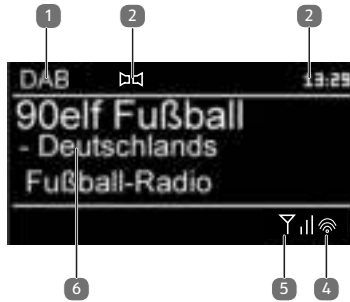 1 2 2
DAB 13:29
90elf Fußball
- Deutschlands
Fußball-Radio
6 5 4